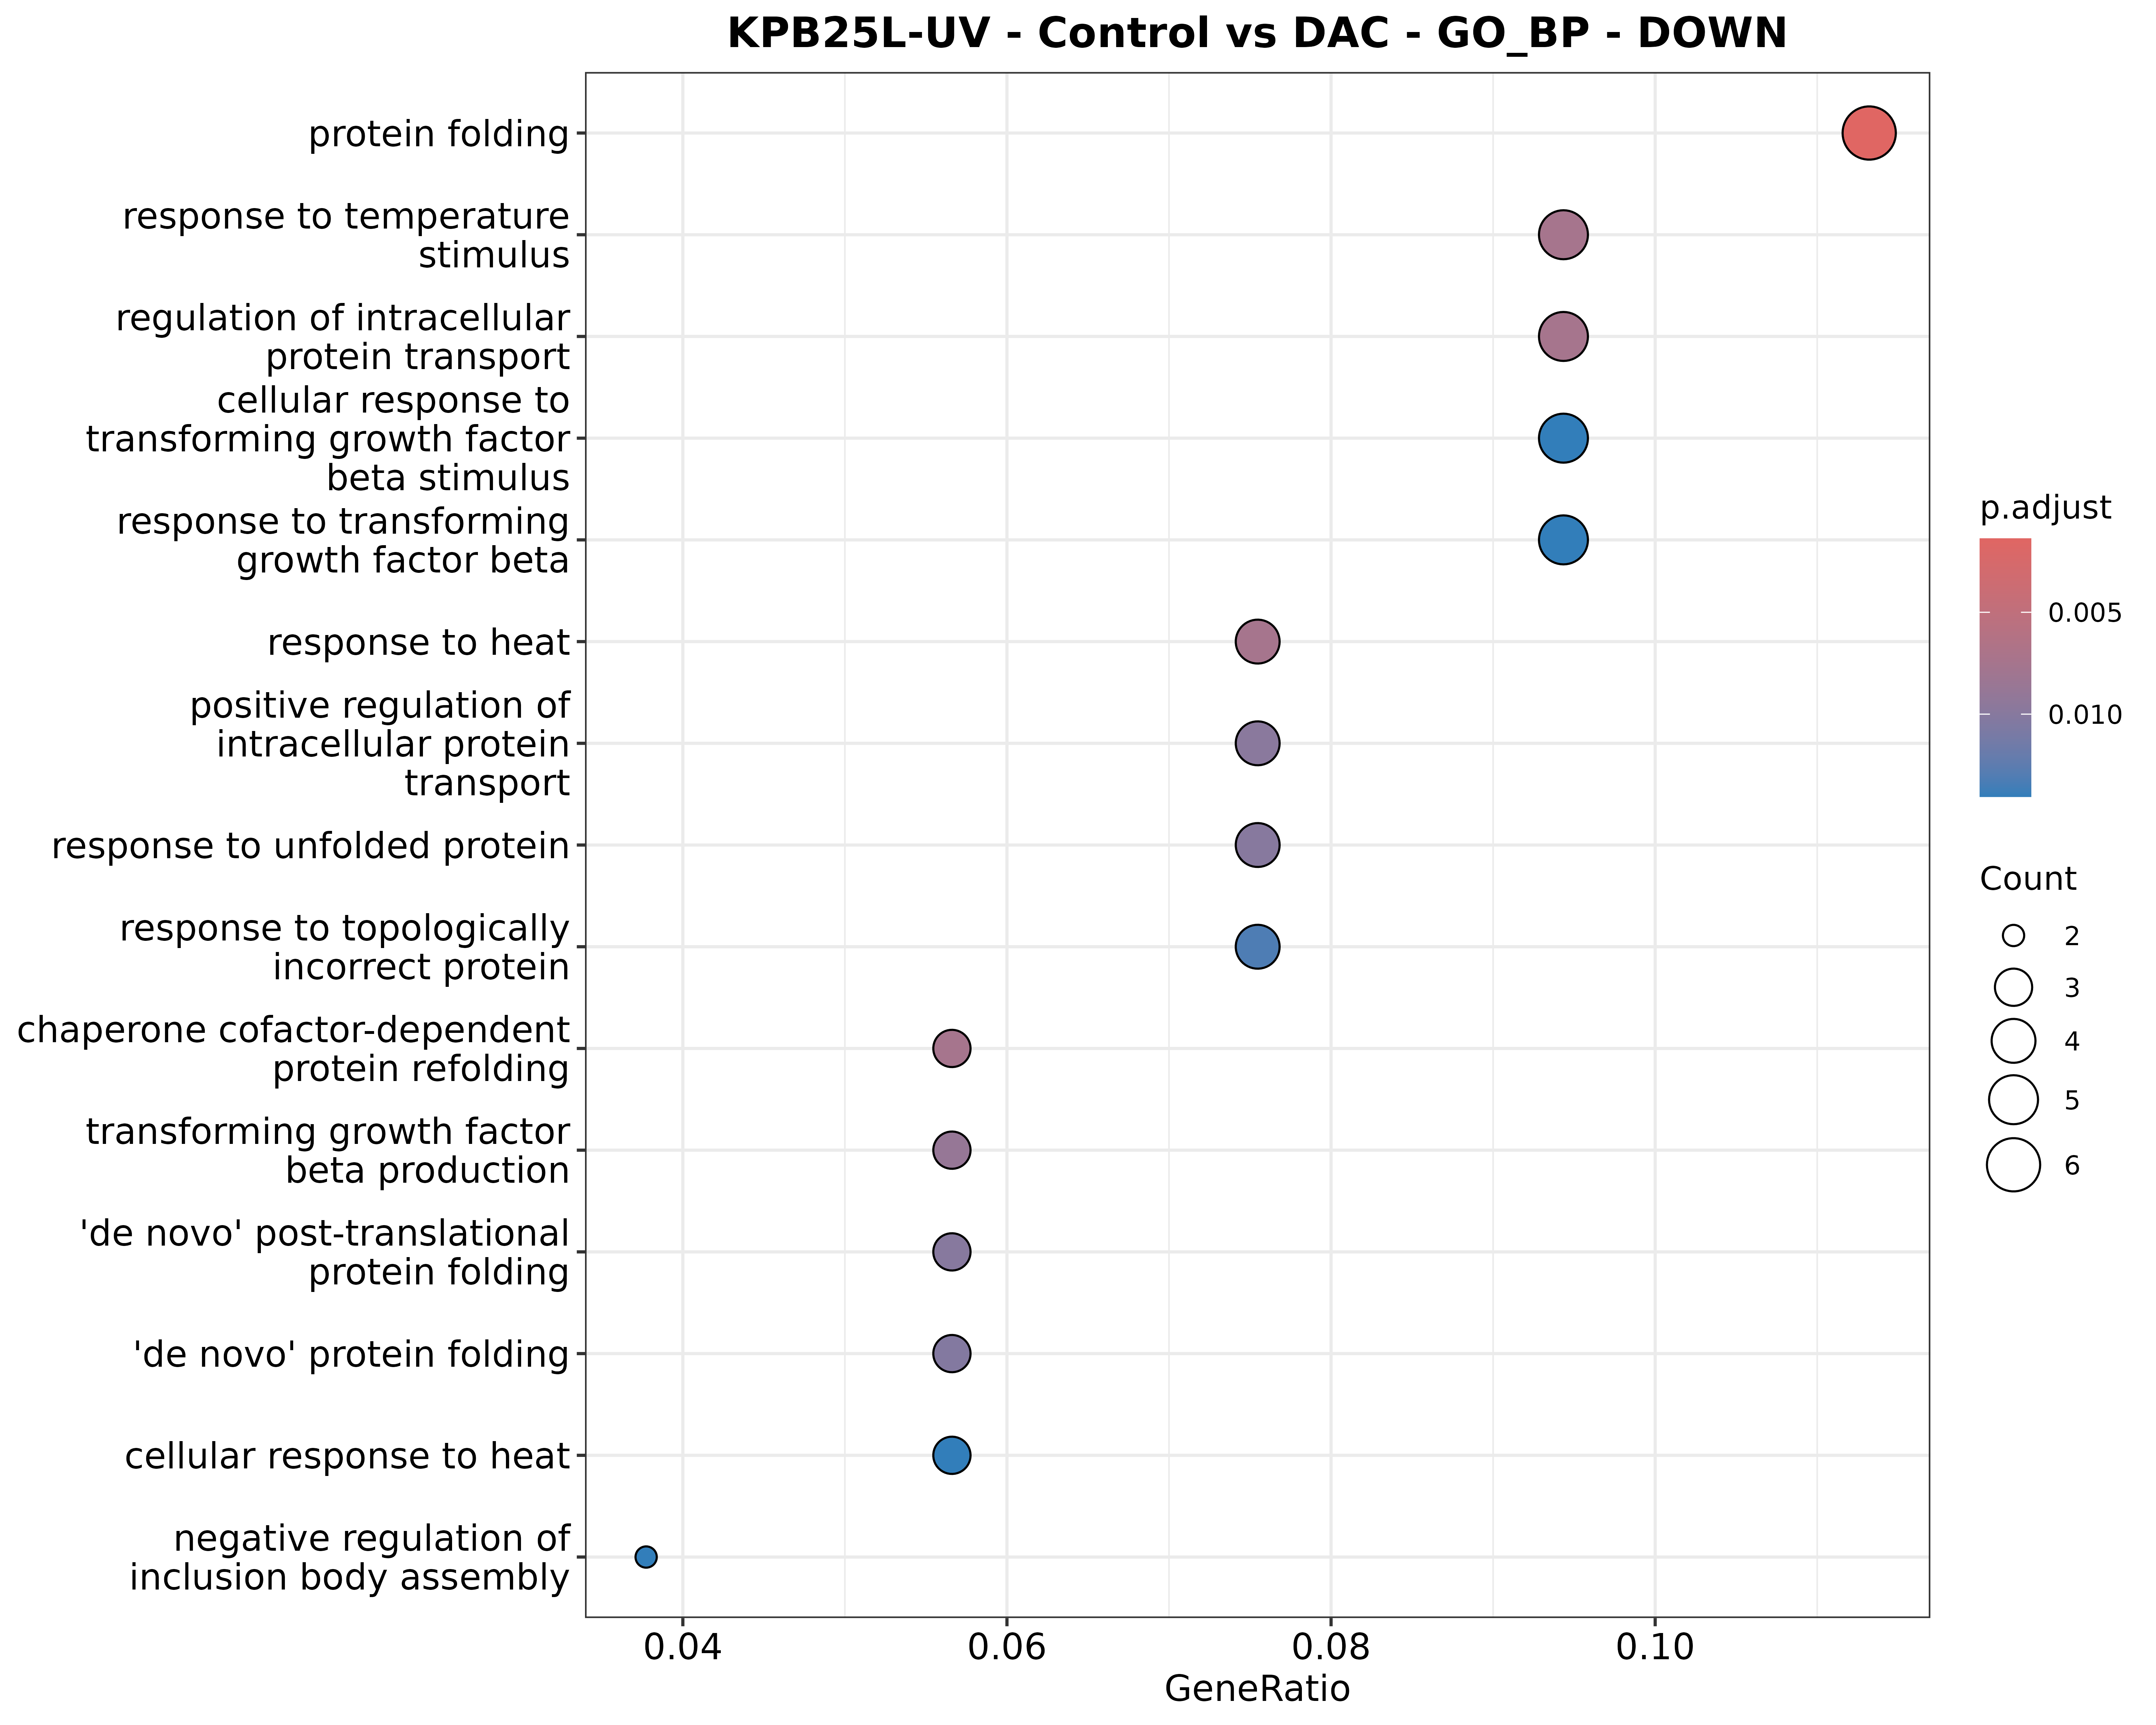 KPB25L-UV - Control vs DAC - GO_BP - DOWN
protein folding
response to temperature
stimulus
regulation of intracellular
protein transport
cellular response to
transforming growth factor
beta stimulus
response to transforming
growth factor beta
response to heat
positive regulation of
intracellular protein
transport
response to unfolded protein
response to topologically
incorrect protein
chaperone cofactor-dependent
protein refolding
transforming growth factor
beta production
'de novo' post-translational
protein folding
'de novo' protein folding
cellular response to heat
negative regulation of
inclusion body assembly
0.04 0.06 0.08 0.10
GeneRatio
p.adjust
0.005
0.010
Count
2
3
4
5
6